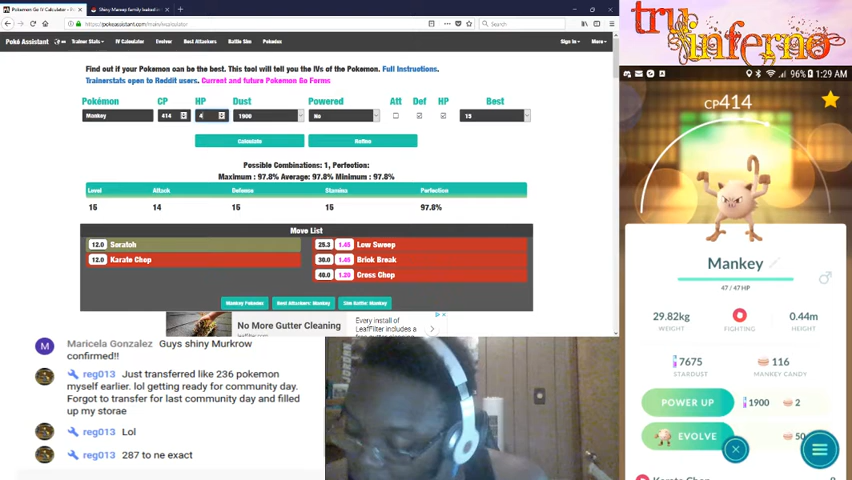 Pokemon Go IV Calculator
Shiny Mankey family leaked
https://pokeassistant.com/main/ivcalculator
Search
Poké Assistant
Trainer Stats
IV Calculator
Evolver
Best Attackers
Battle Sim
Pokedex
Sign In
More
Find out if your Pokemon can be the best. This tool will tell you the IVs of the Pokemon. Full Instructions.
Trainerstats open to Reddit users. Current and future Pokemon Go Forms
Pokémon CP HP Dust Powered Att Def HP Best
Mankey 414 4 1900 No 15
Calculate Refine
Possible Combinations: 1, Perfection:
Maximum : 97.8% Average: 97.8% Minimum : 97.8%
Level Attack Defence Stamina Perfection
15 14 15 15 97.8%
Move List
12.0 Scratch 25.3 1.45 Low Sweep
12.0 Karate Chop 30.0 1.45 Brick Break
40.0 1.20 Cross Chop
Mankey Pokedex Best Attackers: Mankey Sim Battle: Mankey
No More Gutter Cleaning
Every install of
LeafFilter includes a
M Maricela Gonzalez Guys shiny Murkrow
confirmed!!
reg013 Just transferred like 236 pokemon
myself earlier. lol getting ready for community day.
Forgot to transfer for last community day and filled
up my storae
reg013 Lol
reg013 287 to ne exact
tru
inferno
96% 1:29 AM
CP414
Mankey
47 / 47 HP
29.82kg 0.44m
WEIGHT FIGHTING HEIGHT
7675 116
STARDUST MANKEY CANDY
POWER UP 1900 2
EVOLVE 50
Karate Chop 8